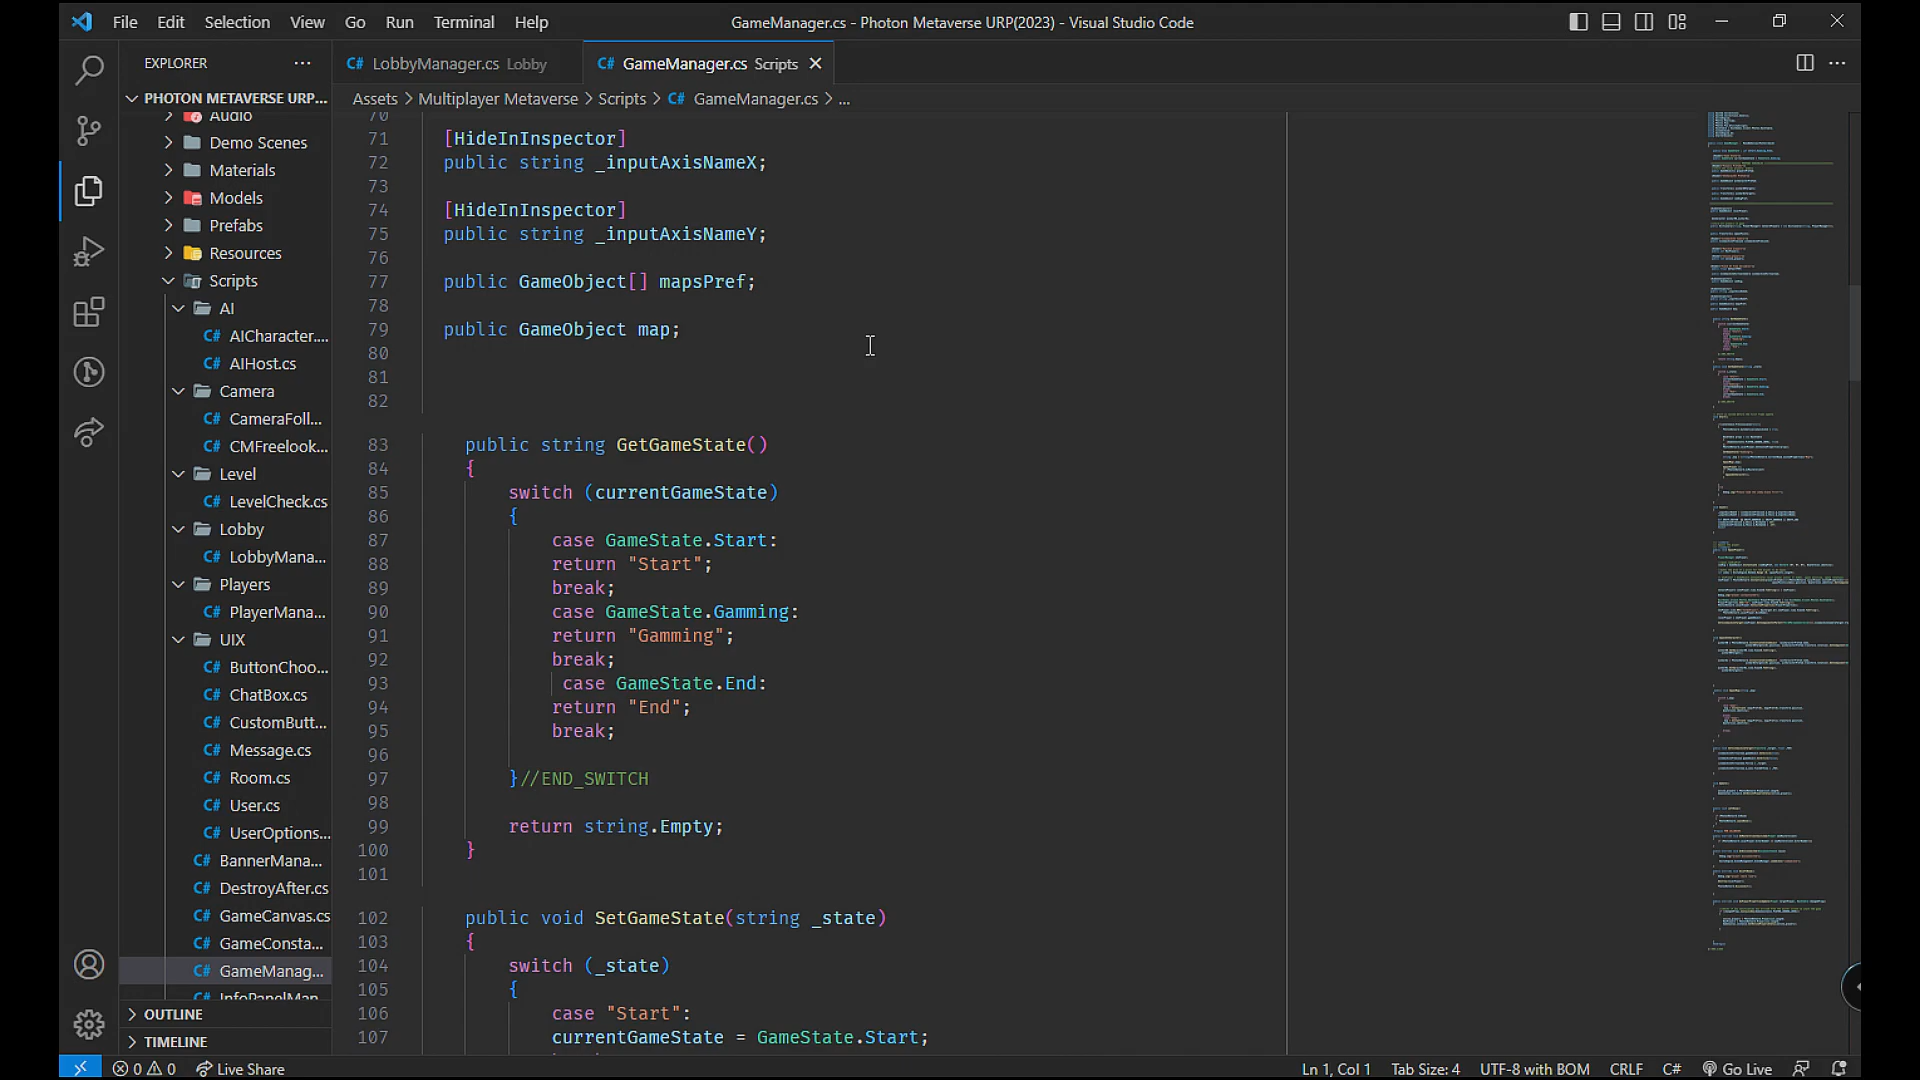 File Edit Selection View Go Run Terminal Help
GameManager.cs - Photon Metaverse URP(2023) - Visual Studio Code
EXPLORER
PHOTON METAVERSE URP...
Audio
Demo Scenes
Materials
Models
Prefabs
Resources
Scripts
AI
C# AICharacter....
C# AIHost.cs
Camera
C# CameraFoll...
C# CMFreelook...
Level
C# LevelCheck.cs
Lobby
C# LobbyMana...
Players
C# PlayerMana...
UIX
C# ButtonChoo...
C# ChatBox.cs
C# CustomButt...
C# Message.cs
C# Room.cs
C# User.cs
C# UserOptions...
C# BannerMana...
C# DestroyAfter.cs
C# GameCanvas.cs
C# GameConsta...
C# GameManag...
C# InfoPanelMan...
OUTLINE
TIMELINE
C# LobbyManager.cs Lobby
C# GameManager.cs Scripts
Assets > Multiplayer Metaverse > Scripts > C# GameManager.cs > ...
70
71 [HideInInspector]
72 public string _inputAxisNameX;
73
74 [HideInInspector]
75 public string _inputAxisNameY;
76
77 public GameObject[] mapsPref;
78
79 public GameObject map;
80
81
82
83 public string GetGameState()
84 {
85 switch (currentGameState)
86 {
87 case GameState.Start:
88 return "Start";
89 break;
90 case GameState.Gamming:
91 return "Gamming";
92 break;
93 case GameState.End:
94 return "End";
95 break;
96
97 }//END_SWITCH
98
99 return string.Empty;
100 }
101
102 public void SetGameState(string _state)
103 {
104 switch (_state)
105 {
106 case "Start":
107 currentGameState = GameState.Start;
0 0 Live Share
Ln 1, Col 1 Tab Size: 4 UTF-8 with BOM CRLF C# Go Live